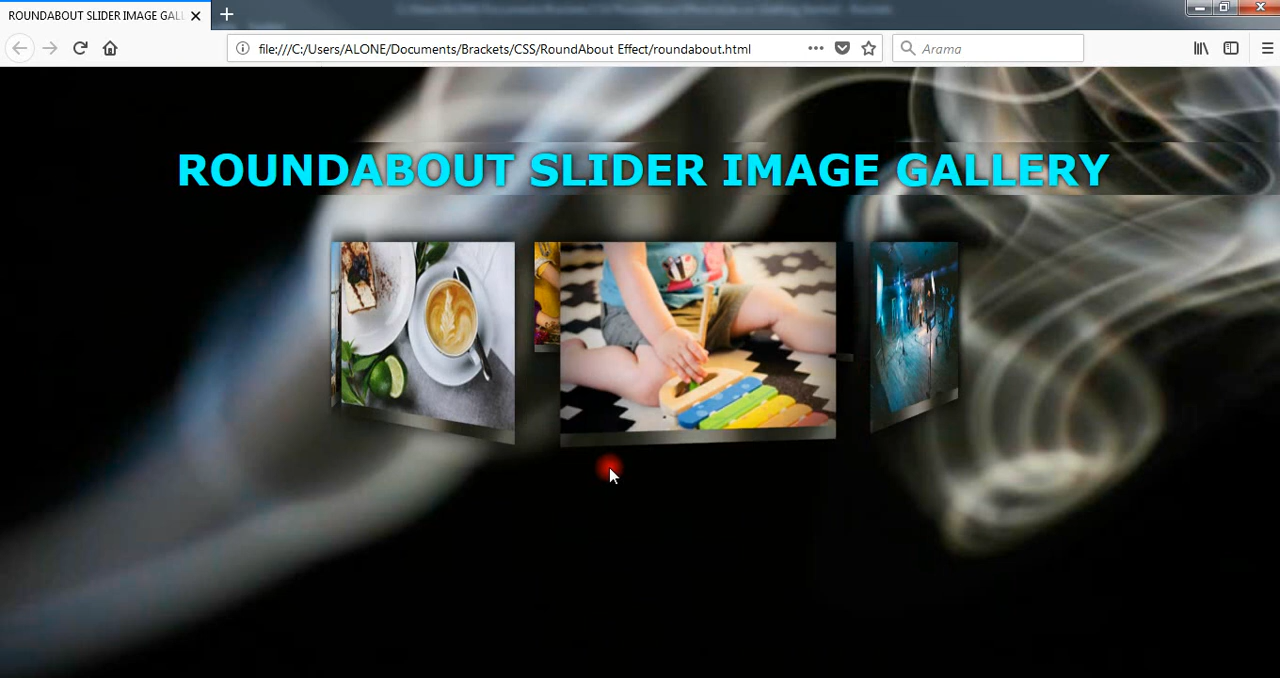 ROUNDABOUT SLIDER IMAGE GALL
file:///C:/Users/ALONE/Documents/Brackets/CSS/RoundAbout Effect/roundabout.html
Arama
ROUNDABOUT SLIDER IMAGE GALLERY